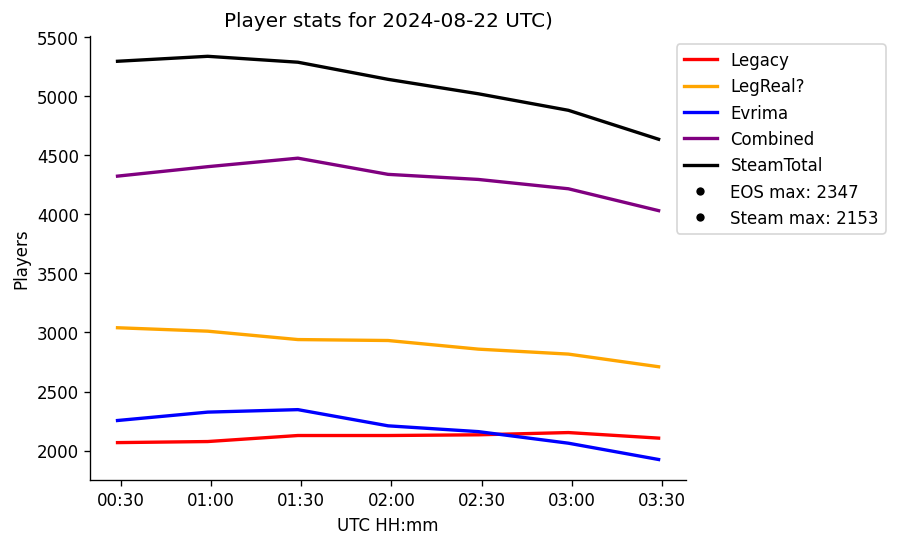 Player stats for 2024-08-22 UTC)
5500
5000
4500
4000
3500
3000
2500
2000
Players
00:30 01:00 01:30 02:00 02:30 03:00 03:30
UTC HH:mm
Legacy
LegReal?
Evrima
Combined
SteamTotal
EOS max: 2347
Steam max: 2153